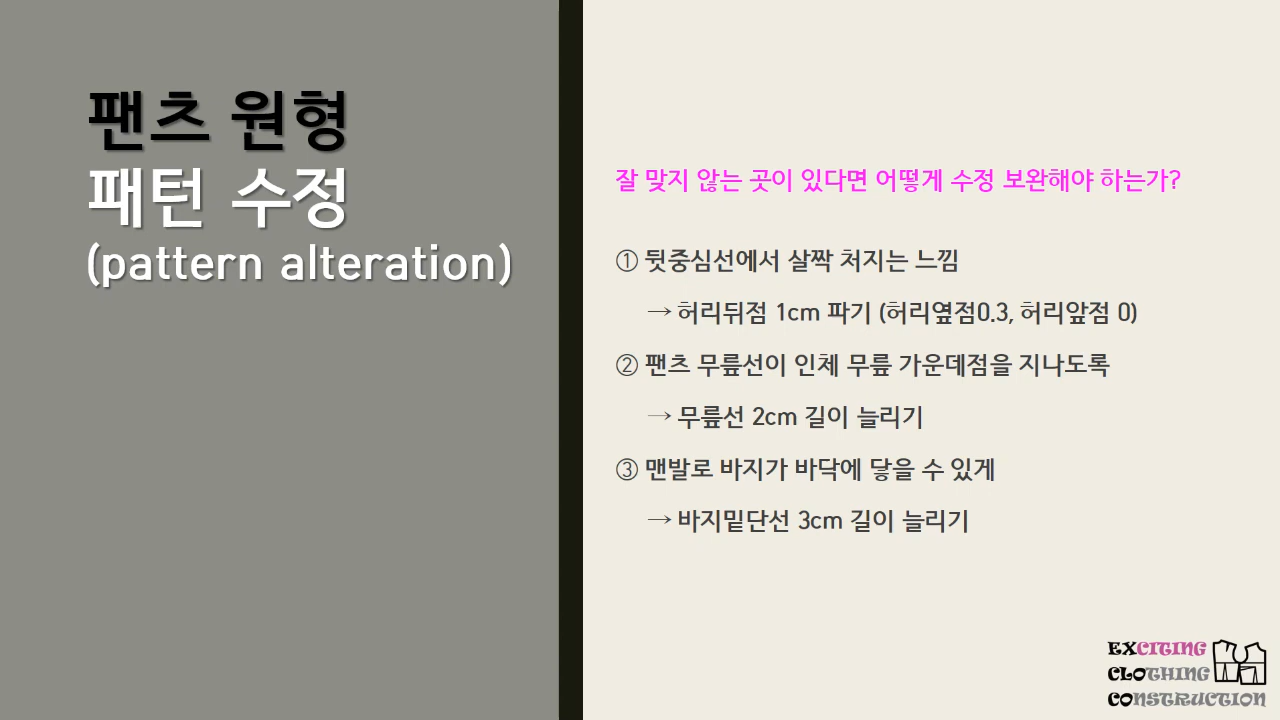 팬츠 원형
패턴 수정
(pattern alteration)
잘 맞지 않는 곳이 있다면 어떻게 수정 보완해야 하는가?
① 뒷중심선에서 살짝 처지는 느낌
→ 허리뒤점 1cm 파기 (허리옆점0.3, 허리앞점 0)
② 팬츠 무릎선이 인체 무릎 가운데점을 지나도록
→ 무릎선 2cm 길이 늘리기
③ 맨발로 바지가 바닥에 닿을 수 있게
→ 바지밑단선 3cm 길이 늘리기
EXCITING
CLOTHING
CONSTRUCTION